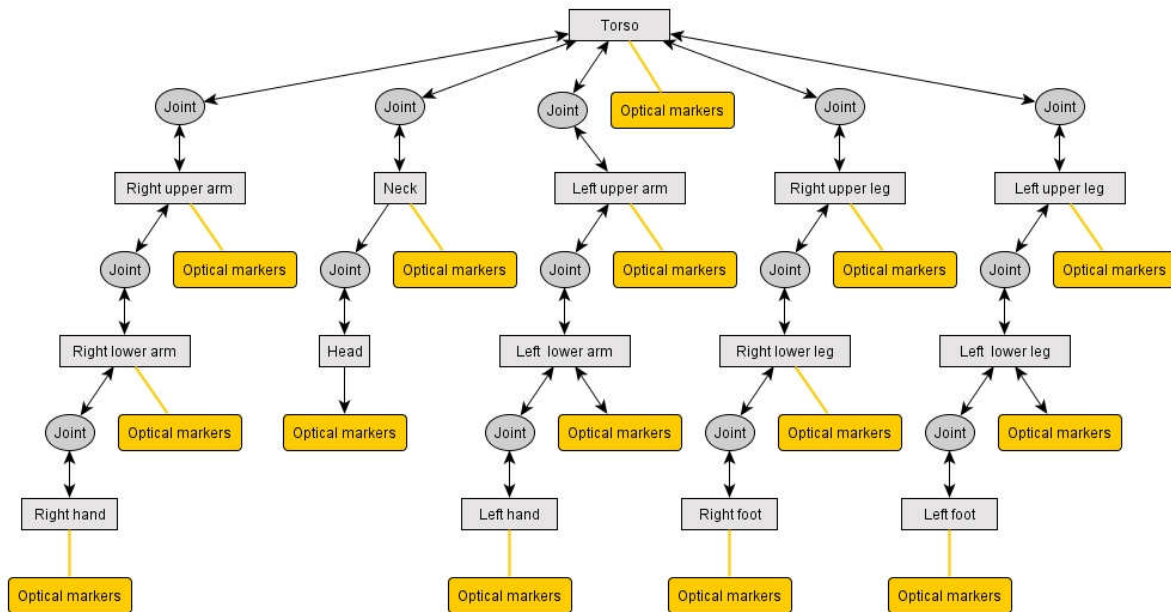 Torso
Joint
Joint
Joint
Optical markers
Joint
Joint
Right upper arm
Neck
Left upper arm
Right upper leg
Left upper leg
Joint
Optical markers
Joint
Optical markers
Joint
Optical markers
Joint
Optical markers
Joint
Optical markers
Right lower arm
Head
Left lower arm
Right lower leg
Left lower leg
Joint
Optical markers
Optical markers
Joint
Optical markers
Joint
Optical markers
Joint
Optical markers
Right hand
Left hand
Right foot
Left foot
Optical markers
Optical markers
Optical markers
Optical markers